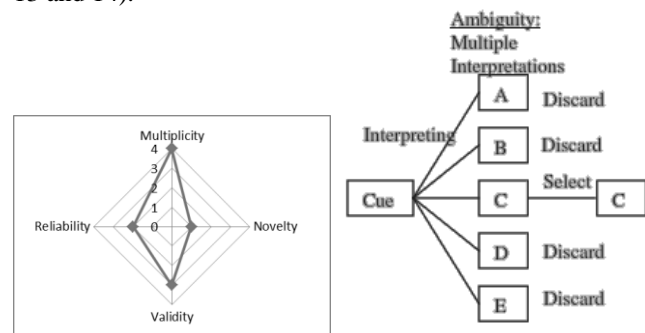 13 and 14).
Multiplicity
4
3
2
1
0
Reliability
Novelty
Validity
Ambiguity:
Multiple
Interpretations
A Discard
Interpreting
B Discard
Select
Cue C C
D Discard
E Discard